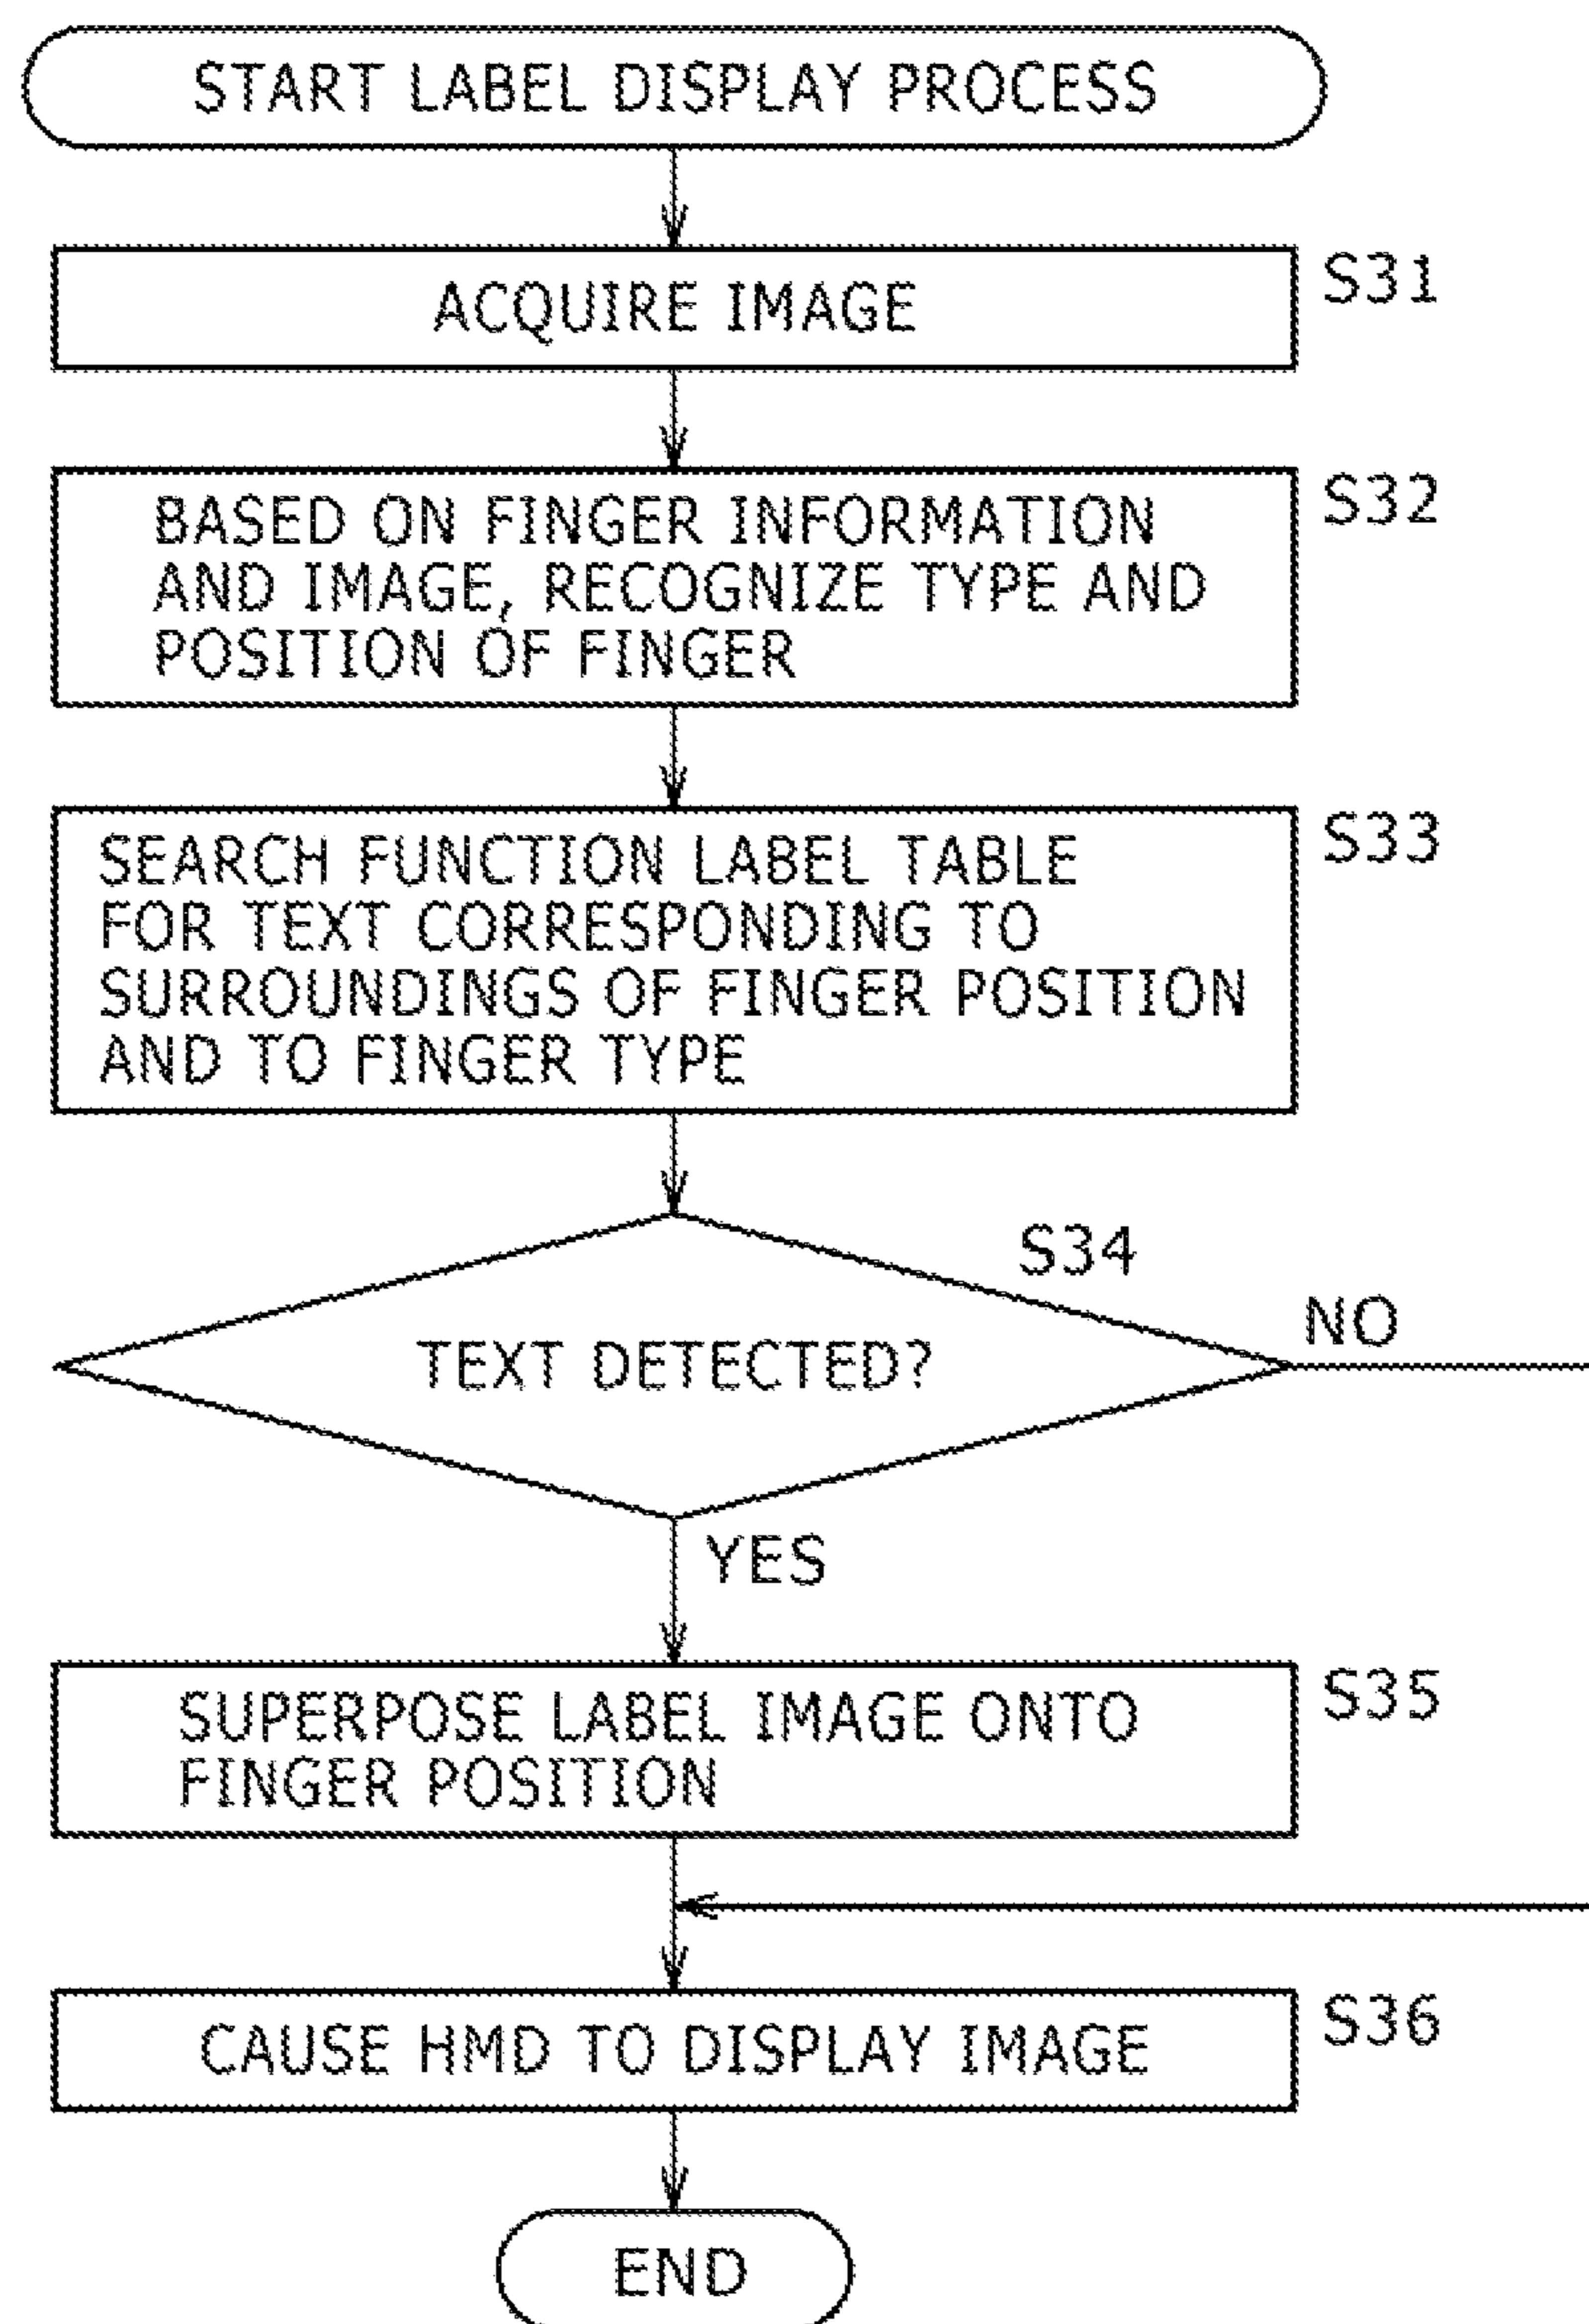 START LABEL DISPLAY PROCESS
ACQUIRE IMAGE
S31
BASED ON FINGER INFORMATION
AND IMAGE, RECOGNIZE TYPE AND
POSITION OF FINGER
S32
SEARCH FUNCTION LABEL TABLE
FOR TEXT CORRESPONDING TO
SURROUNDINGS OF FINGER POSITION
AND TO FINGER TYPE
S33
S34
TEXT DETECTED?
NO
YES
SUPERPOSE LABEL IMAGE ONTO
FINGER POSITION
S35
CAUSE HMD TO DISPLAY IMAGE
S36
END